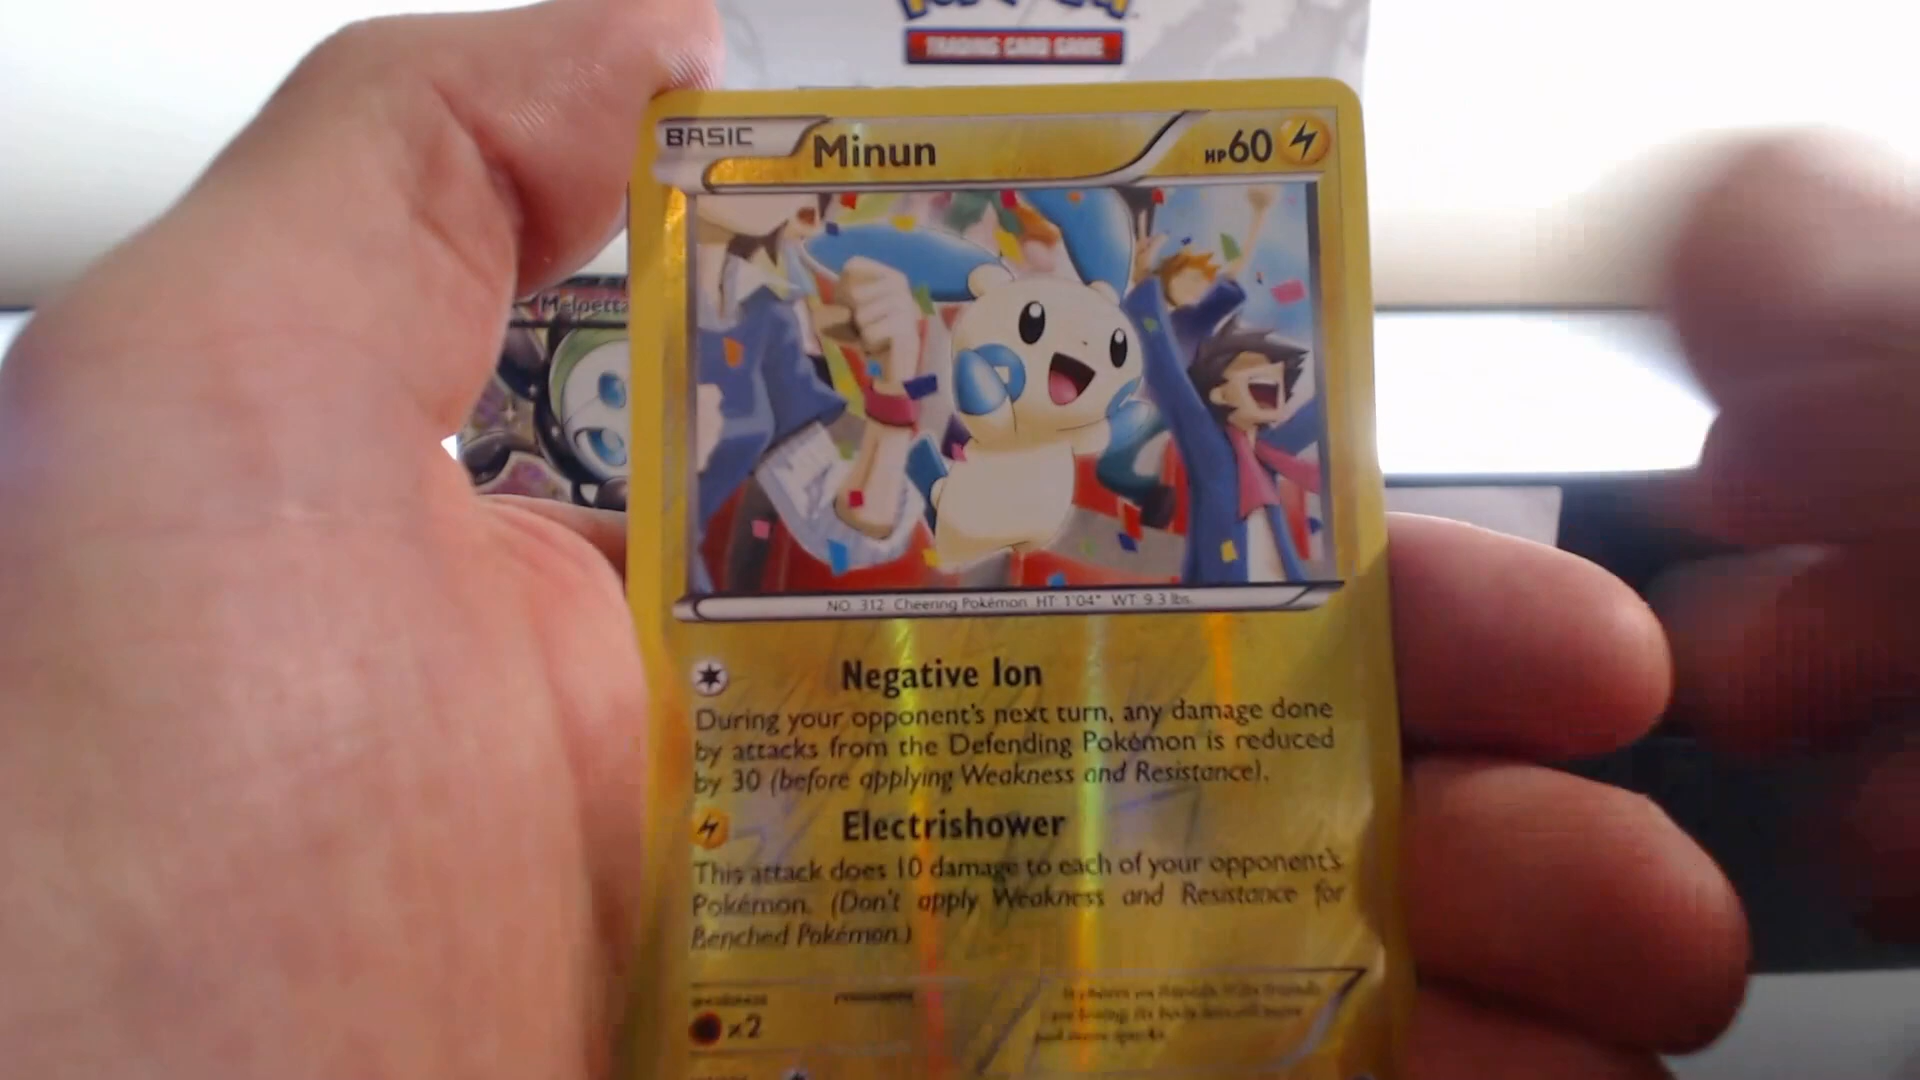 TRADING CARD GAME
BASIC Minun HP60
Meloetta
NO. 312 Cheering Pokémon HT: 1'04" WT: 9.3 lbs.
Negative Ion
During your opponent's next turn, any damage done
by attacks from the Defending Pokémon is reduced
by 30 (before applying Weakness and Resistance).
Electrishower
This attack does 10 damage to each of your opponent's
Pokémon. (Don't apply Weakness and Resistance for
Benched Pokémon.)
weakness resistance
×2